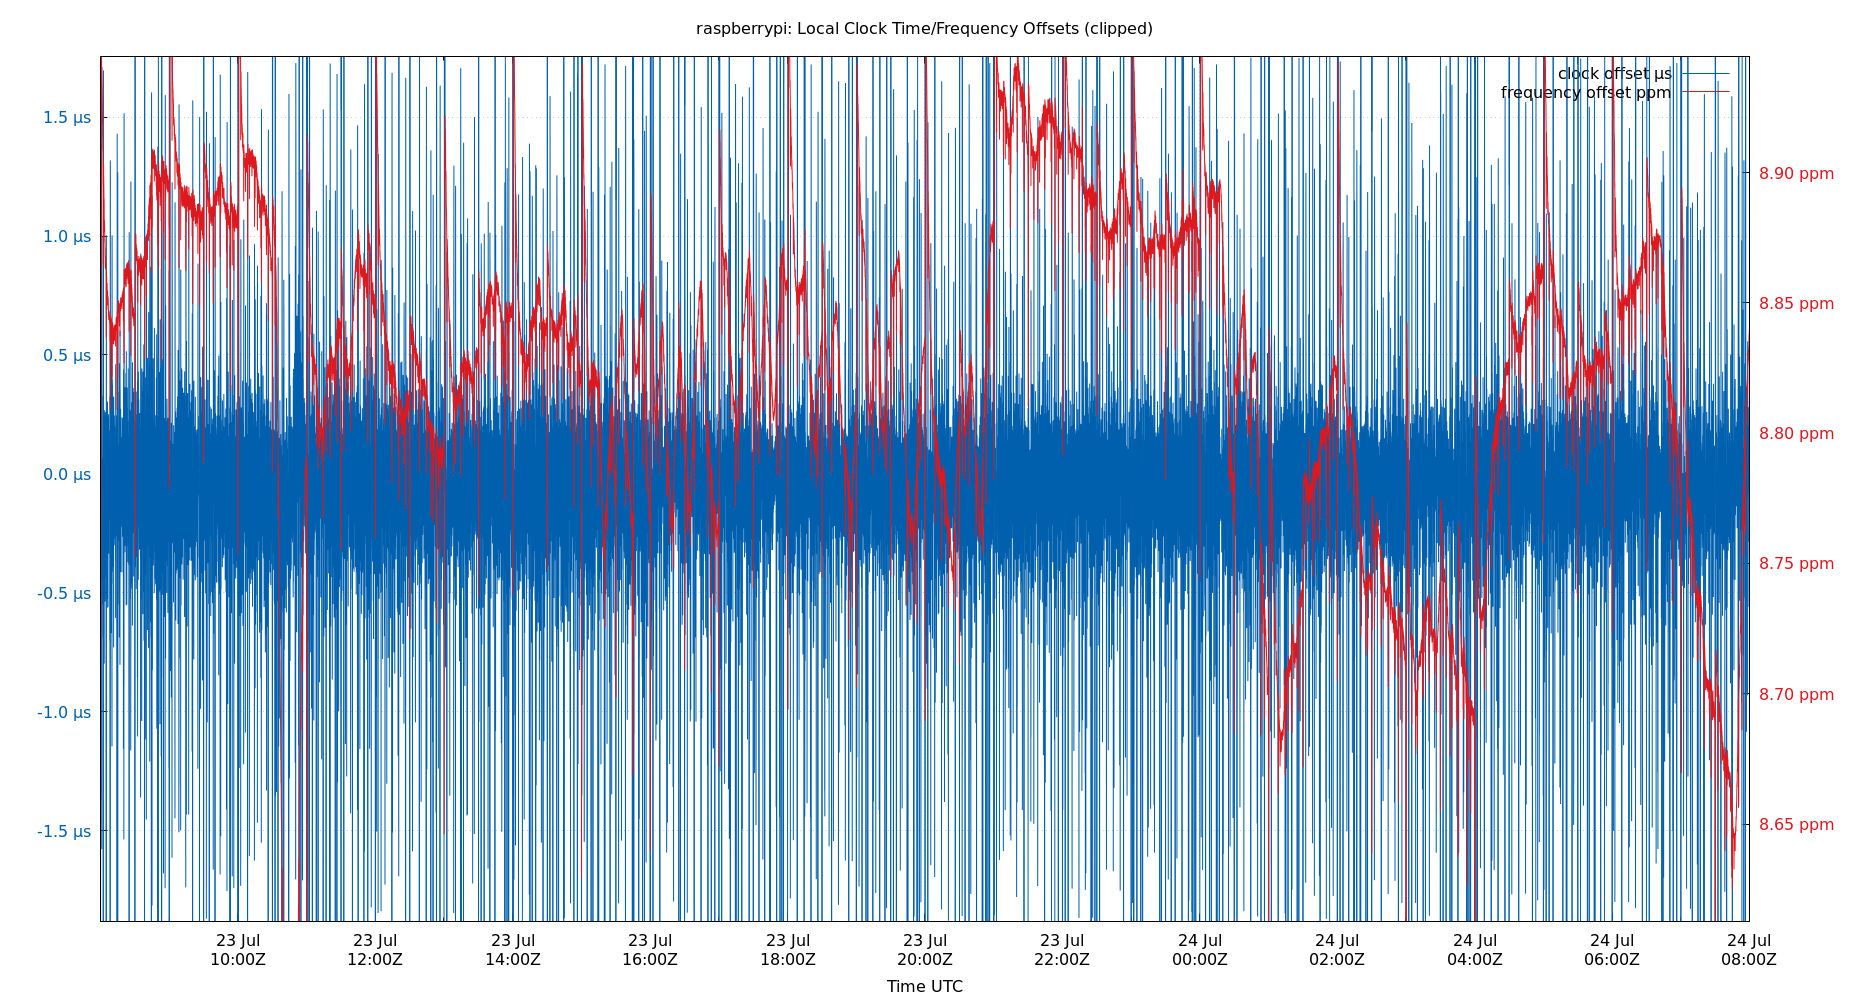 raspberrypi: Local Clock Time/Frequency Offsets (clipped)
clock offset µs
frequency offset ppm
1.5 µs
1.0 µs
0.5 µs
0.0 µs
-0.5 µs
-1.0 µs
-1.5 µs
8.90 ppm
8.85 ppm
8.80 ppm
8.75 ppm
8.70 ppm
8.65 ppm
23 Jul 23 Jul 23 Jul 23 Jul 23 Jul 23 Jul 23 Jul 24 Jul 24 Jul 24 Jul 24 Jul 24 Jul
10:00Z 12:00Z 14:00Z 16:00Z 18:00Z 20:00Z 22:00Z 00:00Z 02:00Z 04:00Z 06:00Z 08:00Z
Time UTC